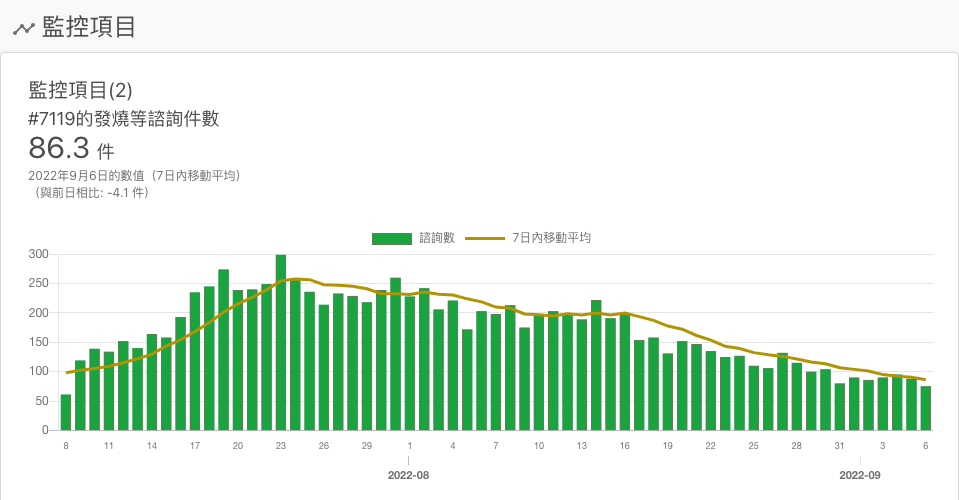 監控項目
監控項目(2)
#7119的發燒等諮詢件數
86.3 件
2022年9月6日的數值（7日內移動平均）
（與前日相比: -4.1 件）
諮詢數 7日內移動平均
300
250
200
150
100
50
0
8 11 14 17 20 23 26 29 1 4 7 10 13 16 19 22 25 28 31 3 6
2022-08 2022-09